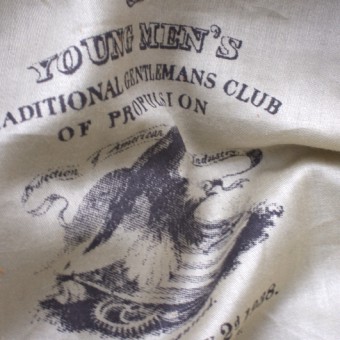 YOUNG MEN'S
ADITIONAL GENTLEMANS CLUB
OF PROPULSION
Protection of American Industry